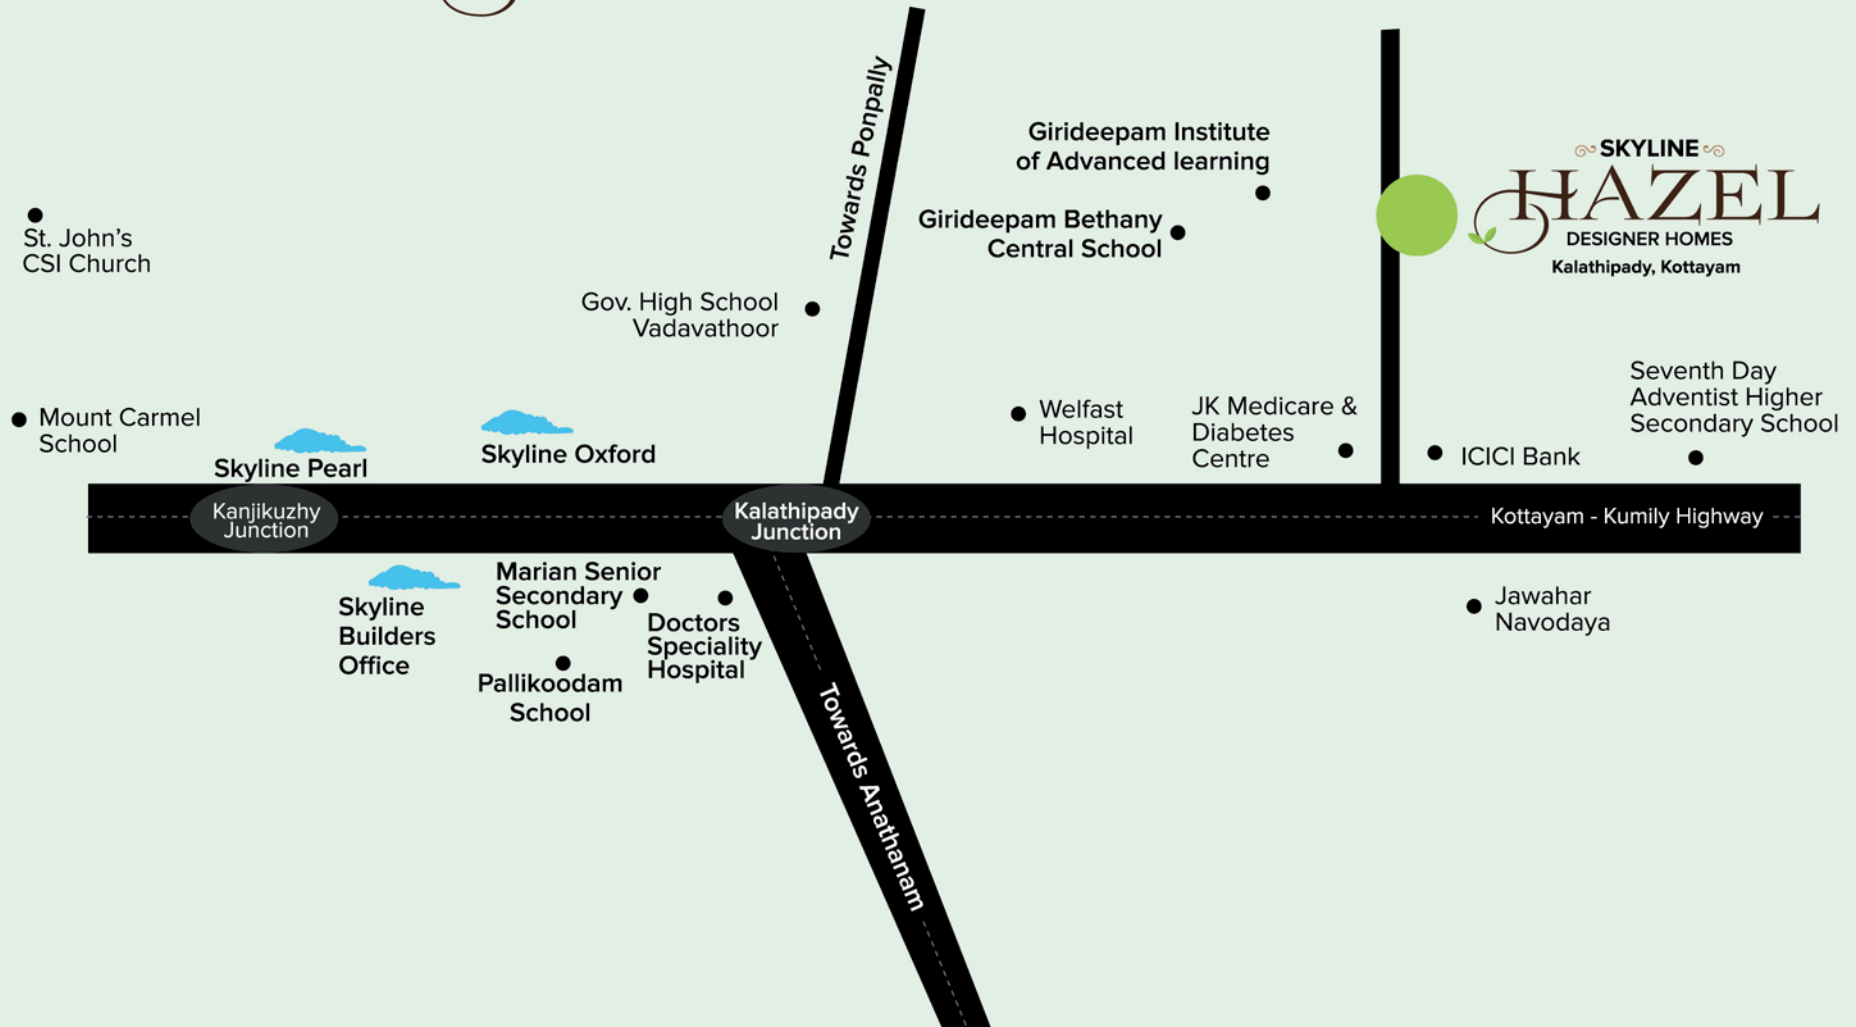 Towards Ponpally
Girideepam Institute
of Advanced learning
SKYLINE
HAZEL
DESIGNER HOMES
Kalathipady, Kottayam
St. John's
CSI Church
Girideepam Bethany
Central School
Gov. High School
Vadavathoor
Mount Carmel
School
Skyline Pearl
Skyline Oxford
Welfast
Hospital
JK Medicare &
Diabetes
Centre
ICICI Bank
Seventh Day
Adventist Higher
Secondary School
Kanjikuzhy
Junction
Kalathipady
Junction
Kottayam - Kumily Highway
Skyline
Builders
Office
Marian Senior
Secondary
School
Doctors
Speciality
Hospital
Pallikoodam
School
Jawahar
Navodaya
Towards Anathanam